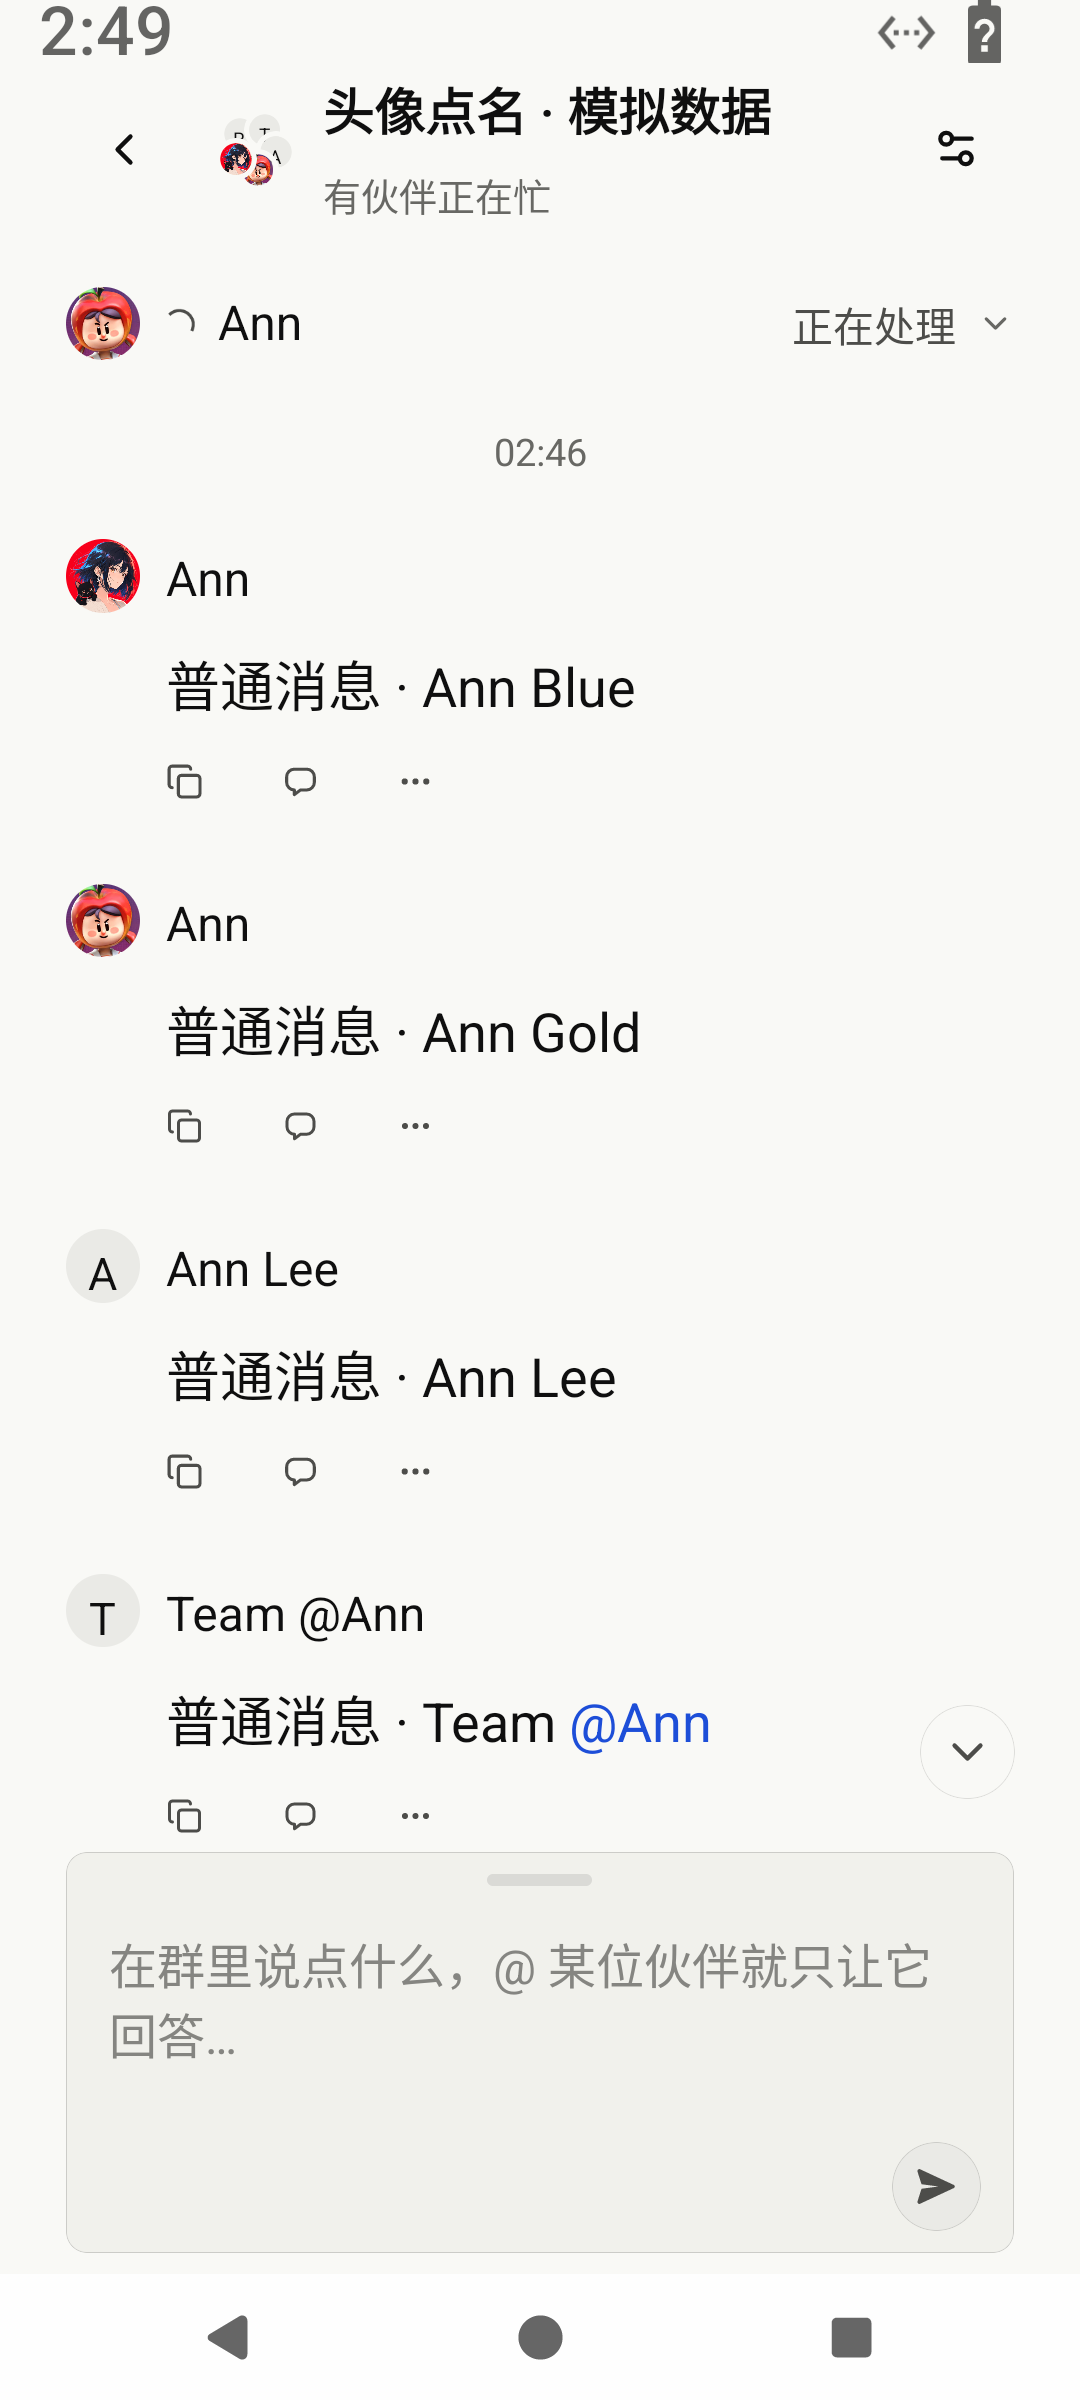 2:49
头像点名 · 模拟数据
有伙伴正在忙
Ann
正在处理
02:46
Ann
普通消息 · Ann Blue
Ann
普通消息 · Ann Gold
A
Ann Lee
普通消息 · Ann Lee
T
Team @Ann
普通消息 · Team @Ann
在群里说点什么，@ 某位伙伴就只让它
回答...